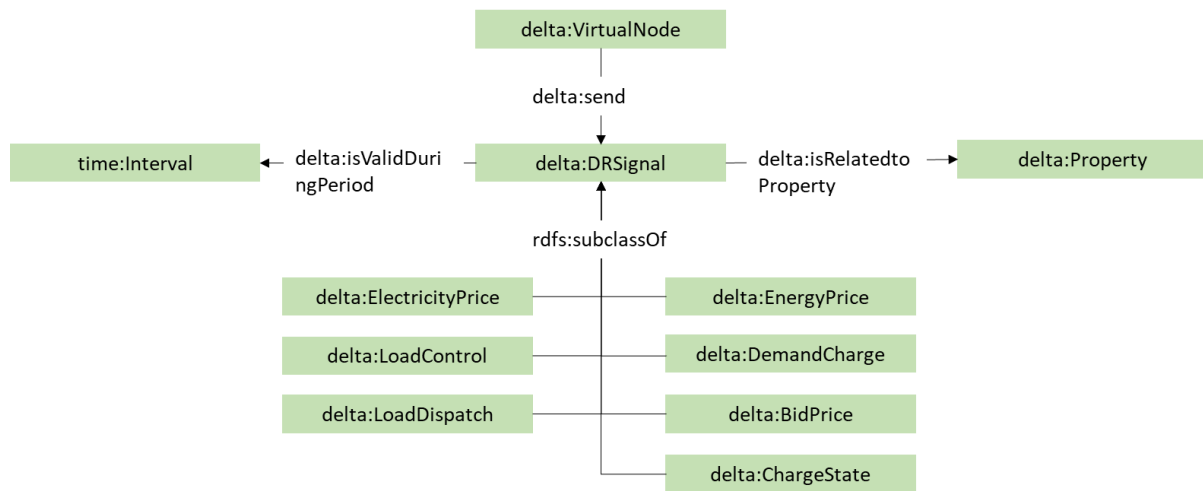 delta:VirtualNode
delta:send
time:Interval
delta:isValidDuri
ngPeriod
delta:DRSignal
delta:isRelatedto
Property
delta:Property
rdfs:subclassOf
delta:ElectricityPrice
delta:EnergyPrice
delta:LoadControl
delta:DemandCharge
delta:LoadDispatch
delta:BidPrice
delta:ChargeState